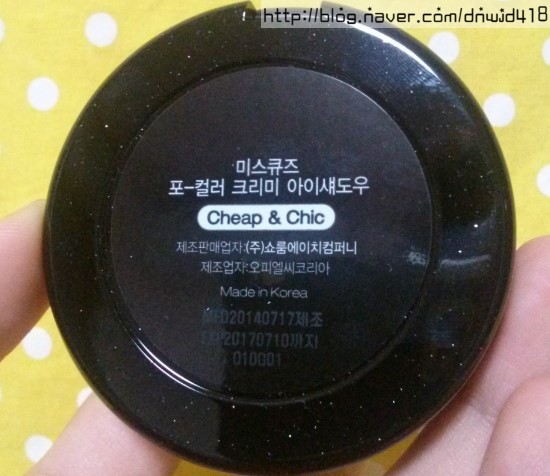 http://blog.naver.com/dnwjd418
미스큐즈
포-컬러 크리미 아이섀도우
Cheap & Chic
제조판매업자:(주)쇼룸에이치컴퍼니
제조업자:오피엘씨코리아
Made in Korea
MFD20140717제조
EXP20170710까지
010001